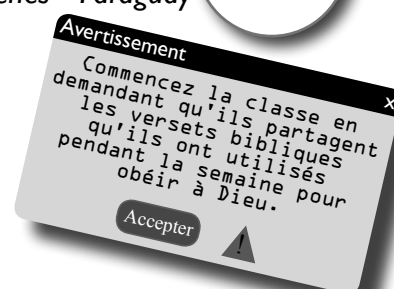 Paraguay
Avertissement
x
Commencez la classe en
demandant qu'ils partagent
les versets bibliques
qu'ils ont utilisés
pendant la semaine pour
obéir à Dieu.
Accepter
!